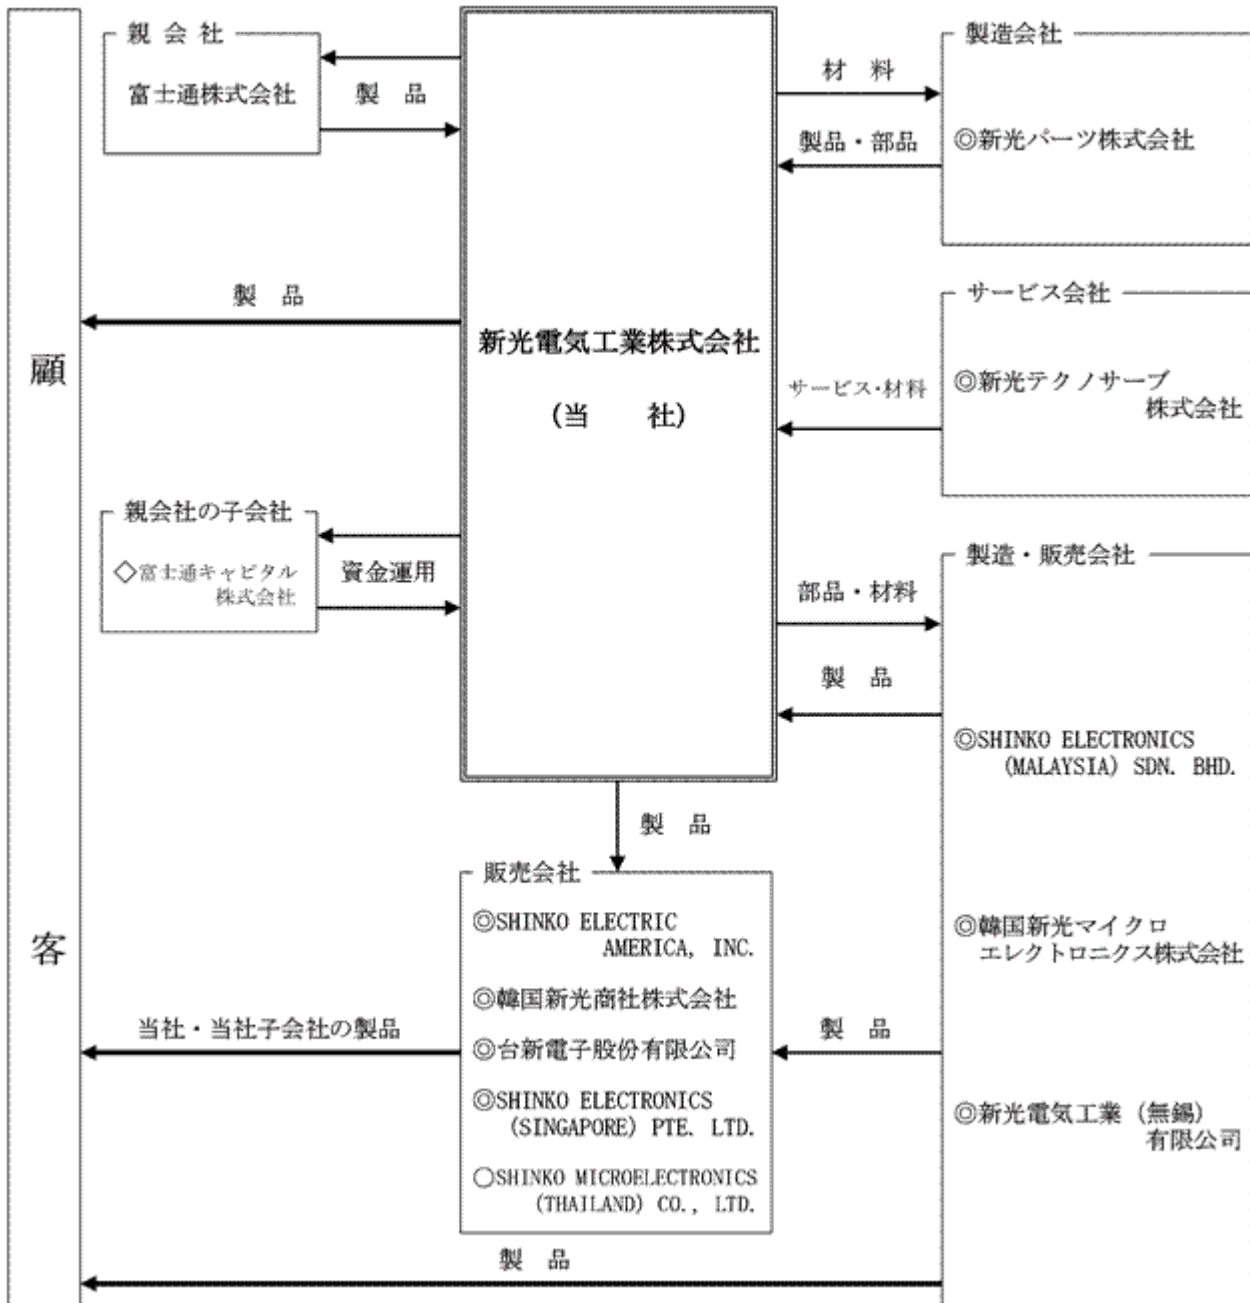 親 会 社
富士通株式会社
製 品
製 品
顧
客
親会社の子会社
◇富士通キャピタル
株式会社
資金運用
新光電気工業株式会社
(当 社)
製 品
販売会社
◎SHINKO ELECTRIC
AMERICA, INC.
◎韓国新光商社株式会社
◎台新電子股份有限公司
◎SHINKO ELECTRONICS
(SINGAPORE) PTE. LTD.
○SHINKO MICROELECTRONICS
(THAILAND) CO., LTD.
当社・当社子会社の製品
製 品
材 料
製品・部品
製造会社
◎新光パーツ株式会社
サービス・材料
サービス会社
◎新光テクノサーブ
株式会社
部品・材料
製 品
製 品
製造・販売会社
◎SHINKO ELECTRONICS
(MALAYSIA) SDN. BHD.
◎韓国新光マイクロ
エレクトロニクス株式会社
◎新光電気工業（無錫）
有限公司